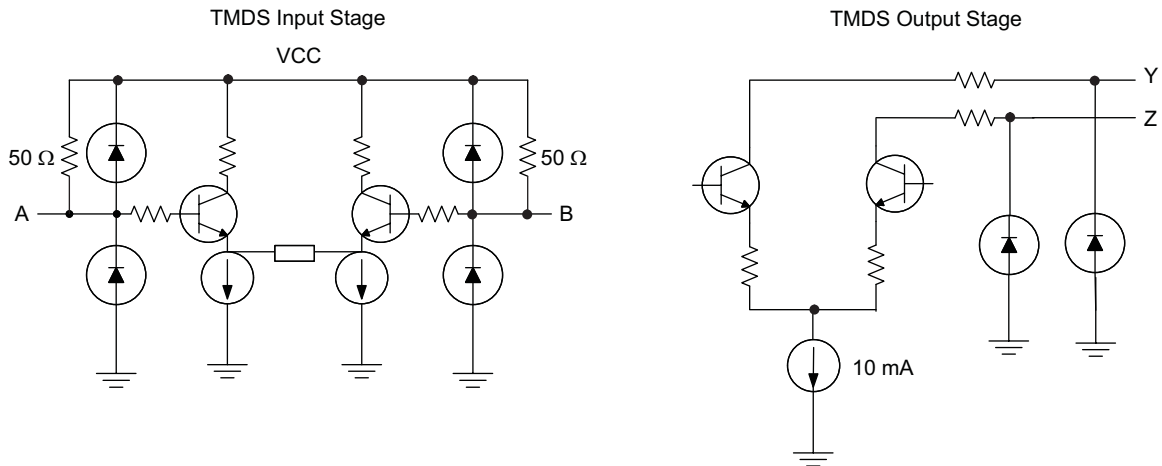 TMDS Input Stage
TMDS Output Stage
VCC
Y
Z
50 Ω
50 Ω
A
B
10 mA